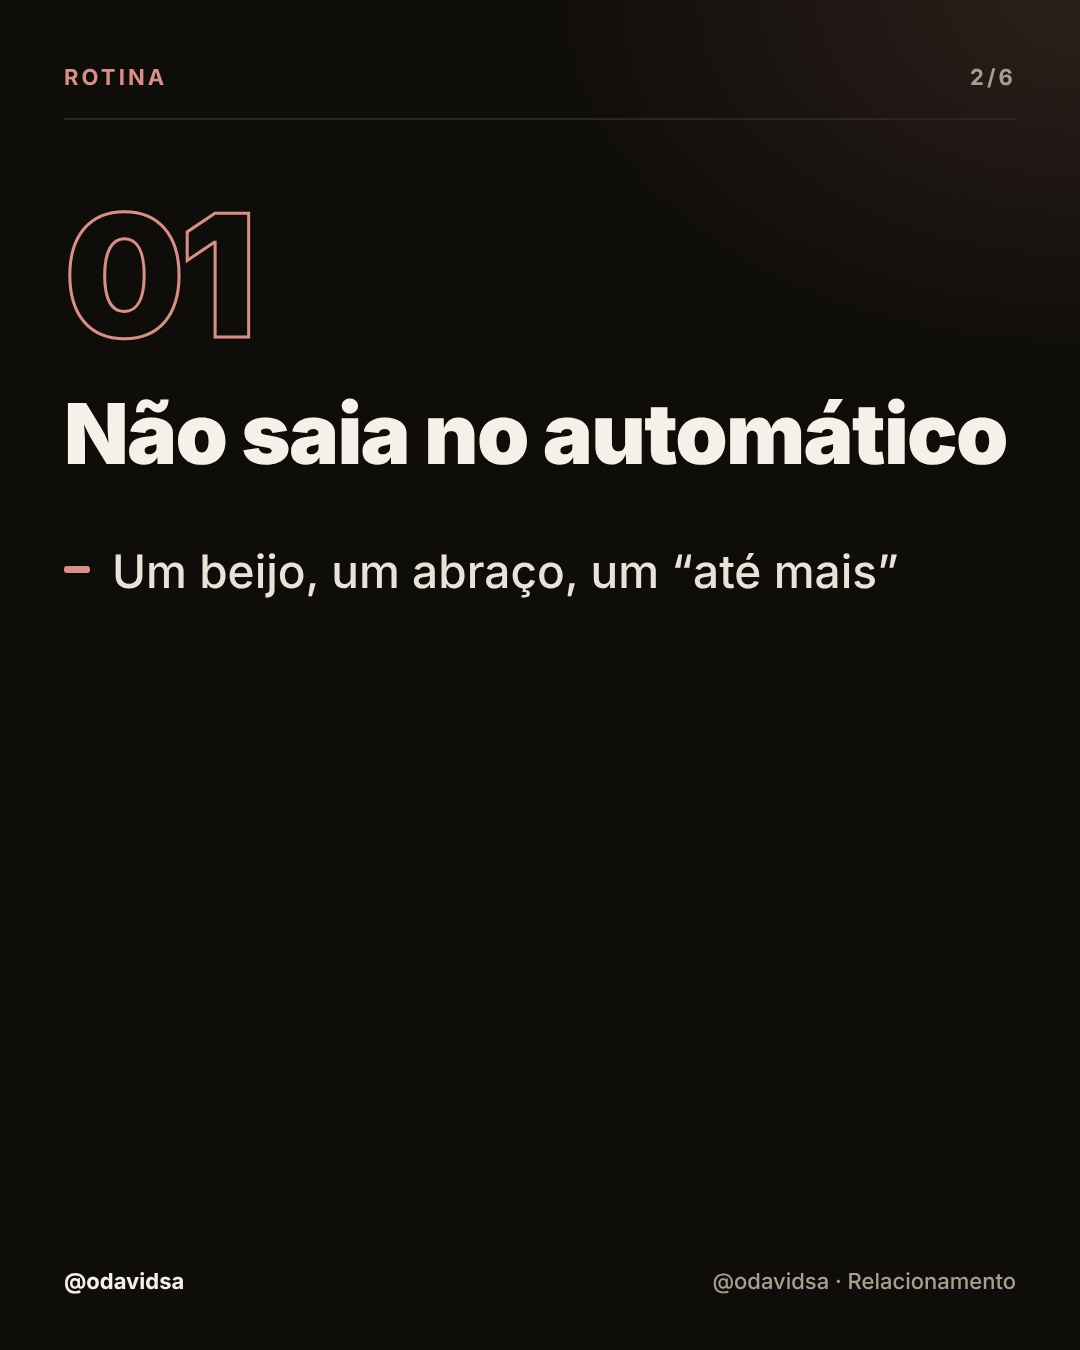 ROTINA
2/6
01
Não saia no automático
Um beijo, um abraço, um “até mais”
@odavidsa
@odavidsa · Relacionamento